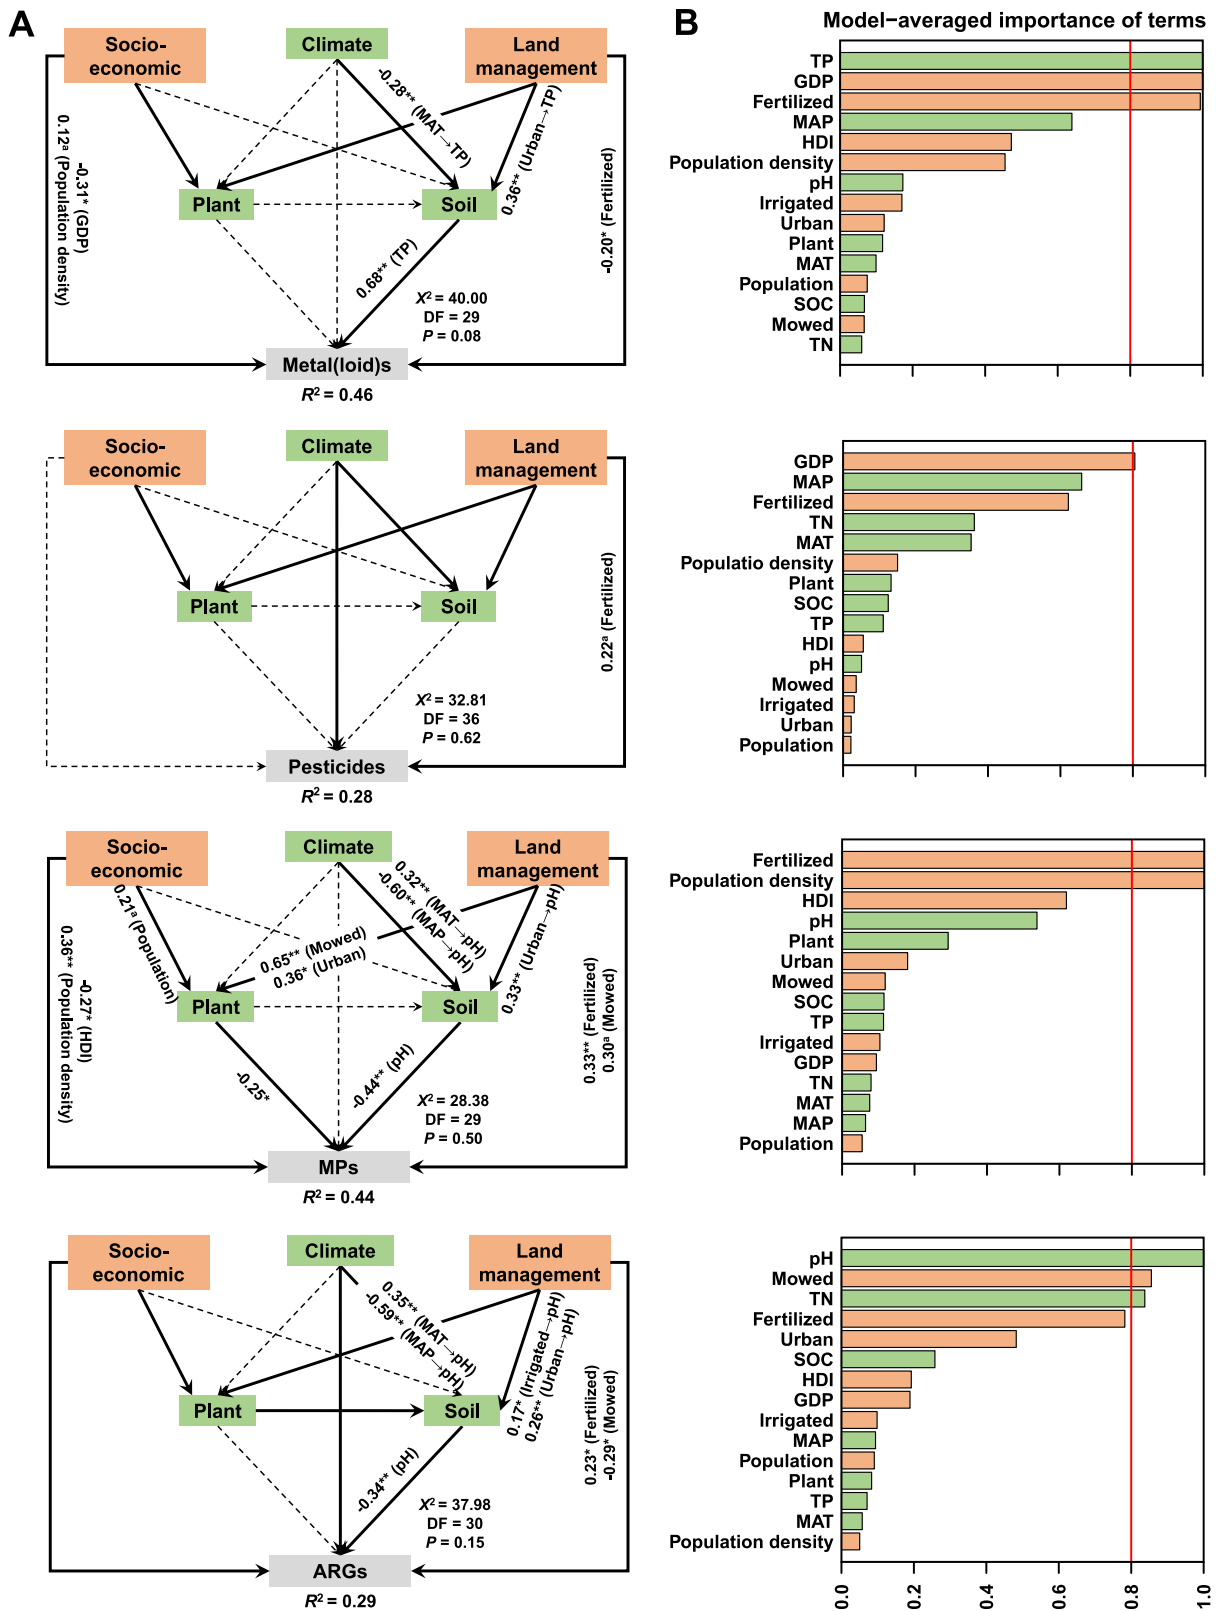 A
Socio-
economic
Climate
Land
management
-0.28** (MAT→TP)
0.36** (Urban→TP)
0.12ᵃ (Population density)
-0.31* (GDP)
-0.20* (Fertilized)
Plant
Soil
0.68** (TP)
X² = 40.00
DF = 29
P = 0.08
Metal(loid)s
R² = 0.46
Socio-
economic
Climate
Land
management
Plant
Soil
0.22ᵃ (Fertilized)
X² = 32.81
DF = 36
P = 0.62
Pesticides
R² = 0.28
Socio-
economic
Climate
Land
management
0.21ᵃ (Population)
0.32** (MAT→pH)
-0.60** (MAP→pH)
0.33** (Urban→pH)
0.65** (Mowed)
0.36* (Urban)
0.36** (Population density)
-0.27* (HDI)
0.33** (Fertilized)
0.30ᵃ (Mowed)
Plant
Soil
-0.25*
-0.44** (pH)
X² = 28.38
DF = 29
P = 0.50
MPs
R² = 0.44
Socio-
economic
Climate
Land
management
0.35** (MAT→pH)
-0.59** (MAP→pH)
0.17* (Irrigated→pH)
0.26** (Urban→pH)
0.23* (Fertilized)
-0.29* (Mowed)
Plant
Soil
-0.34** (pH)
X² = 37.98
DF = 30
P = 0.15
ARGs
R² = 0.29
B
Model−averaged importance of terms
TP
GDP
Fertilized
MAP
HDI
Population density
pH
Irrigated
Urban
Plant
MAT
Population
SOC
Mowed
TN
GDP
MAP
Fertilized
TN
MAT
Populatio density
Plant
SOC
TP
HDI
pH
Mowed
Irrigated
Urban
Population
Fertilized
Population density
HDI
pH
Plant
Urban
Mowed
SOC
TP
Irrigated
GDP
TN
MAT
MAP
Population
pH
Mowed
TN
Fertilized
Urban
SOC
HDI
GDP
Irrigated
MAP
Population
Plant
TP
MAT
Population density
0.0
0.2
0.4
0.6
0.8
1.0